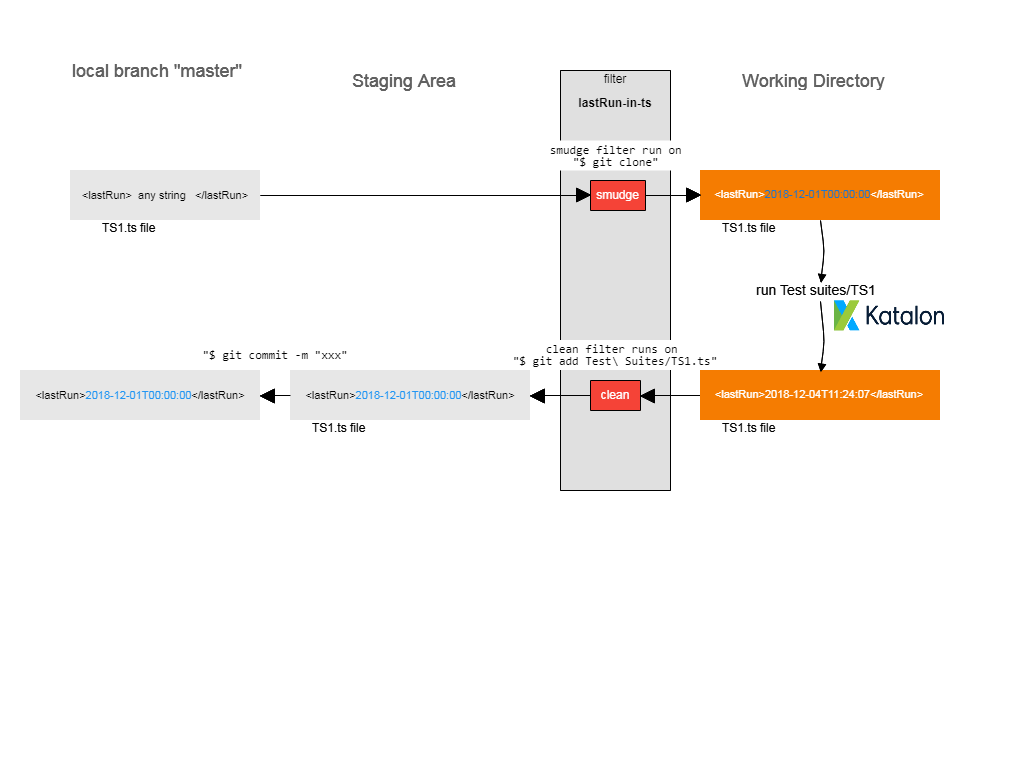 local branch "master"
Staging Area
filter
lastRun-in-ts
Working Directory
smudge filter run on
"$ git clone"
<lastRun>  any string   </lastRun>
smudge
<lastRun>2018-12-01T00:00:00</lastRun>
TS1.ts file
TS1.ts file
run Test suites/TS1
Katalon
clean filter runs on
"$ git add Test\ Suites/TS1.ts"
"$ git commit -m "xxx"
<lastRun>2018-12-01T00:00:00</lastRun>
<lastRun>2018-12-01T00:00:00</lastRun>
clean
<lastRun>2018-12-04T11:24:07</lastRun>
TS1.ts file
TS1.ts file